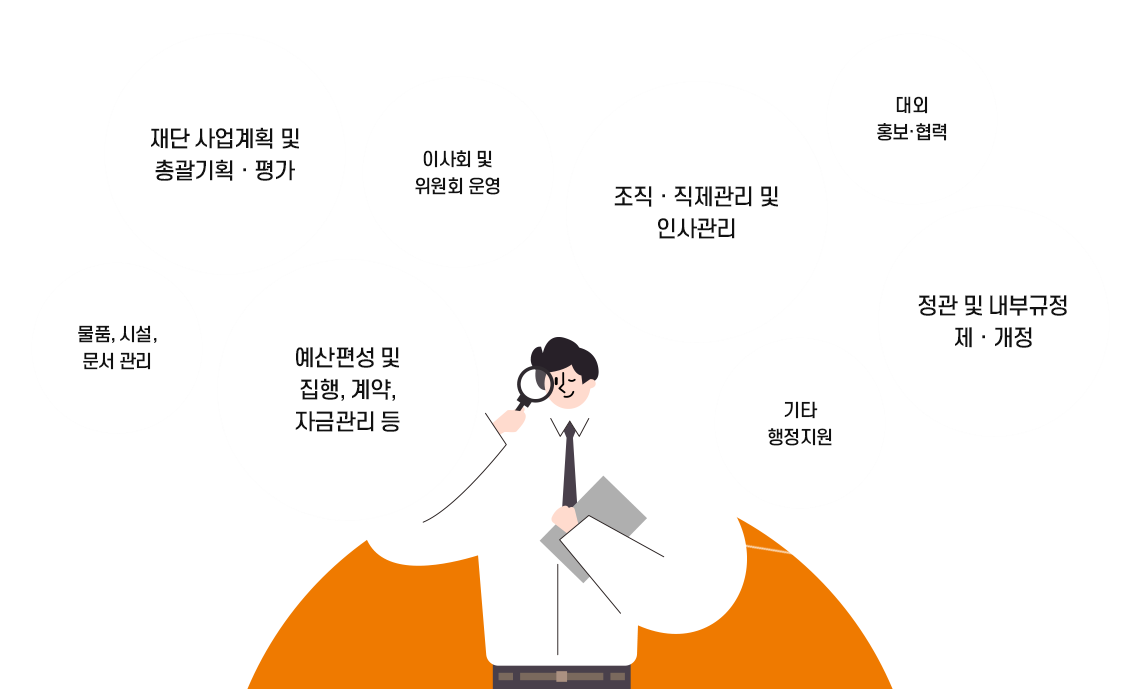 재단 사업계획 및
총괄기획 · 평가
이사회 및
위원회 운영
조직 · 직제관리 및
인사관리
대외
홍보·협력
물품, 시설,
문서 관리
예산편성 및
집행, 계약,
자금관리 등
정관 및 내부규정
제 · 개정
기타
행정지원